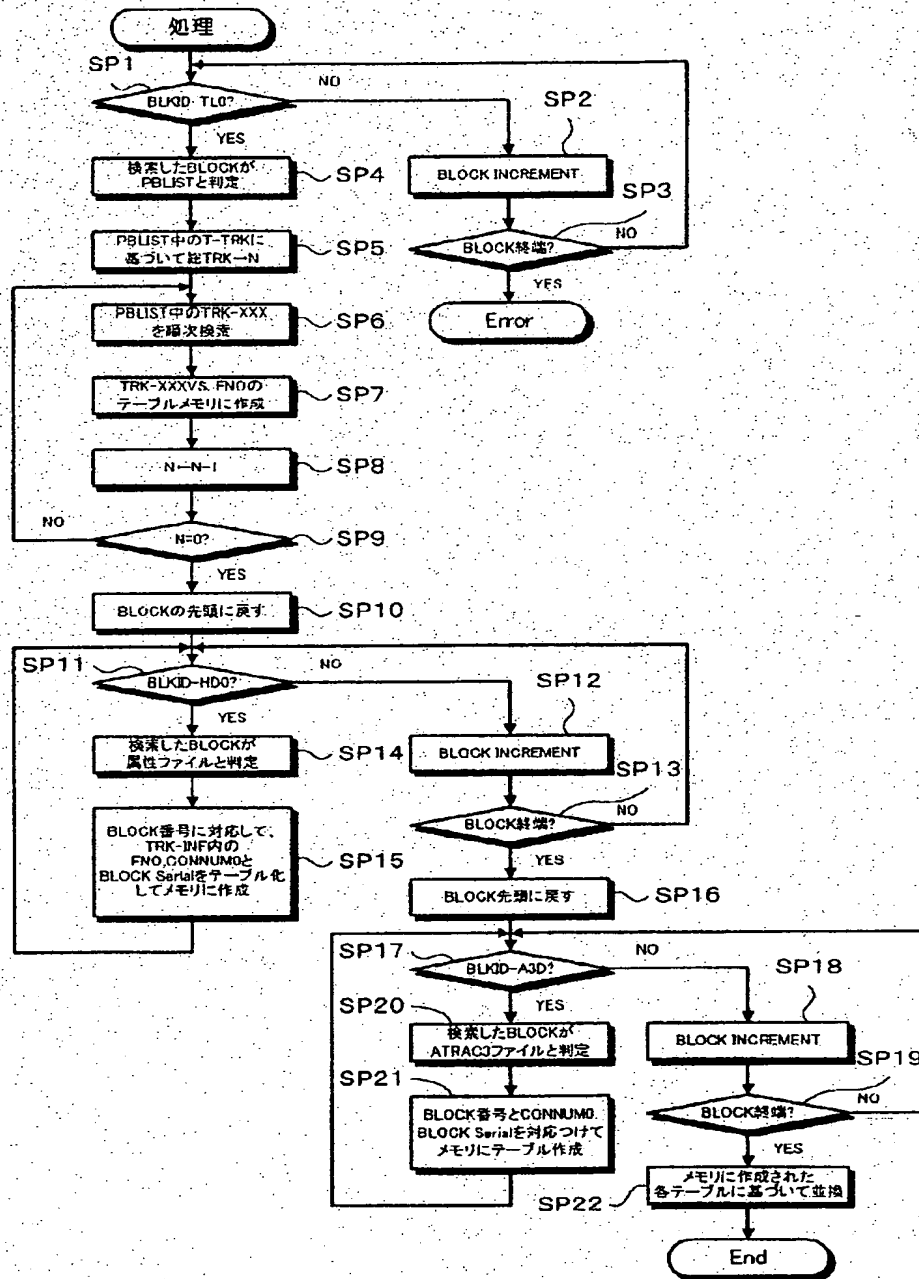 処理
SP1
BLKID-TL0?
NO
YES
SP2
BLOCK INCREMENT
SP3
BLOCK終端?
NO
YES
Error
検索したBLOCKが
PBLISTと判定
SP4
PBLIST中のT-TRKに
基づいて総TRK→N
SP5
PBLIST中のTRK-XXX
を順次検索
SP6
TRK-XXXVS. FNOの
テーブルメモリに作成
SP7
N←N-1
SP8
NO
N=0?
SP9
YES
BLOCKの先頭に戻す
SP10
SP11
BLKID-HD0?
NO
YES
SP12
BLOCK INCREMENT
SP13
BLOCK終端?
NO
YES
検索したBLOCKが
属性ファイルと判定
SP14
BLOCK番号に対応して、
TRK-INF内の
FNO,CONNUM0と
BLOCK Serialをテーブル化
してメモリに作成
SP15
BLOCK先頭に戻す
SP16
SP17
BLKID-A3D?
NO
YES
SP18
BLOCK INCREMENT
SP19
BLOCK終端?
NO
YES
SP20
検索したBLOCKが
ATRAC3ファイルと判定
SP21
BLOCK番号とCONNUM0.
BLOCK Serialを対応つけて
メモリにテーブル作成
SP22
メモリに作成された
各テーブルに基づいて並換
End